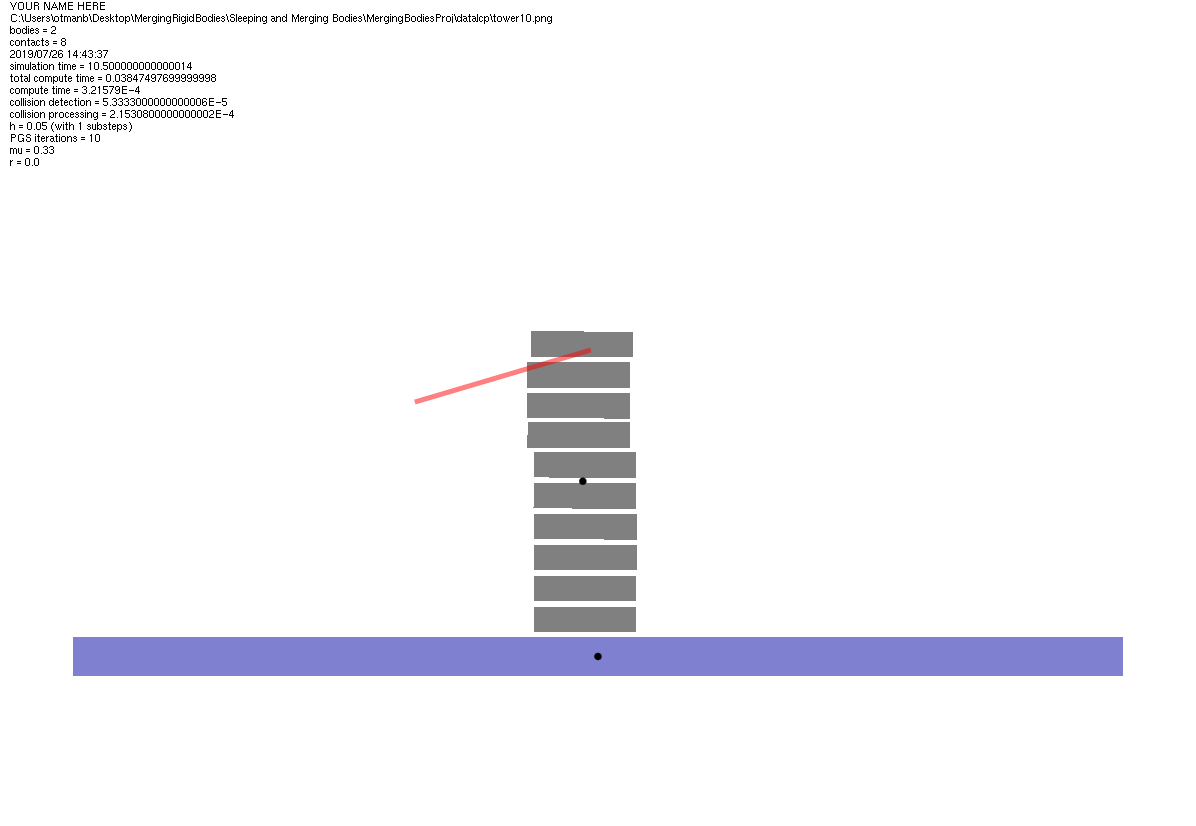 YOUR NAME HERE
C:\Users\otmanb\Desktop\MergingRigidBodies\Sleeping and Merging Bodies\MergingBodiesProj\datalcp\tower10.png
bodies = 2
contacts = 8
2019/07/26 14:43:37
simulation time = 10.500000000000014
total compute time = 0.03847497699999998
compute time = 3.21579E-4
collision detection = 5.3333000000000006E-5
collision processing = 2.1530800000000002E-4
h = 0.05 (with 1 substeps)
PGS iterations = 10
mu = 0.33
r = 0.0